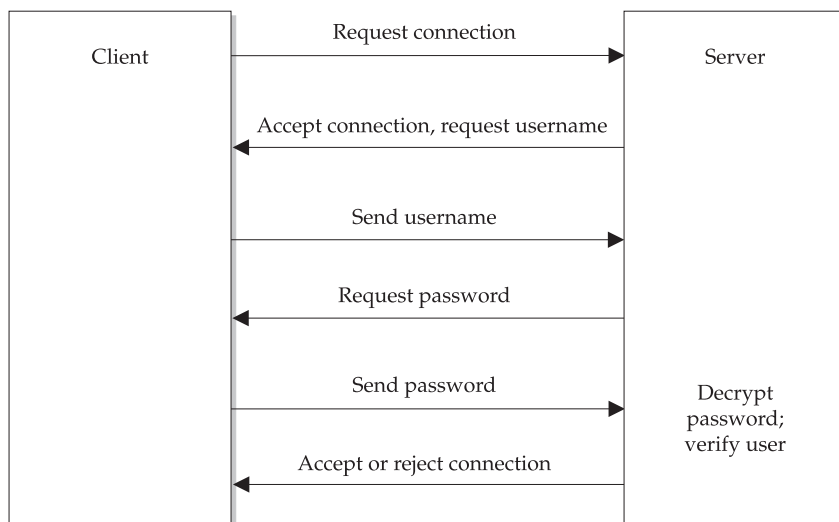 Client
Request connection
Server
Accept connection, request username
Send username
Request password
Send password
Decrypt
password;
verify user
Accept or reject connection